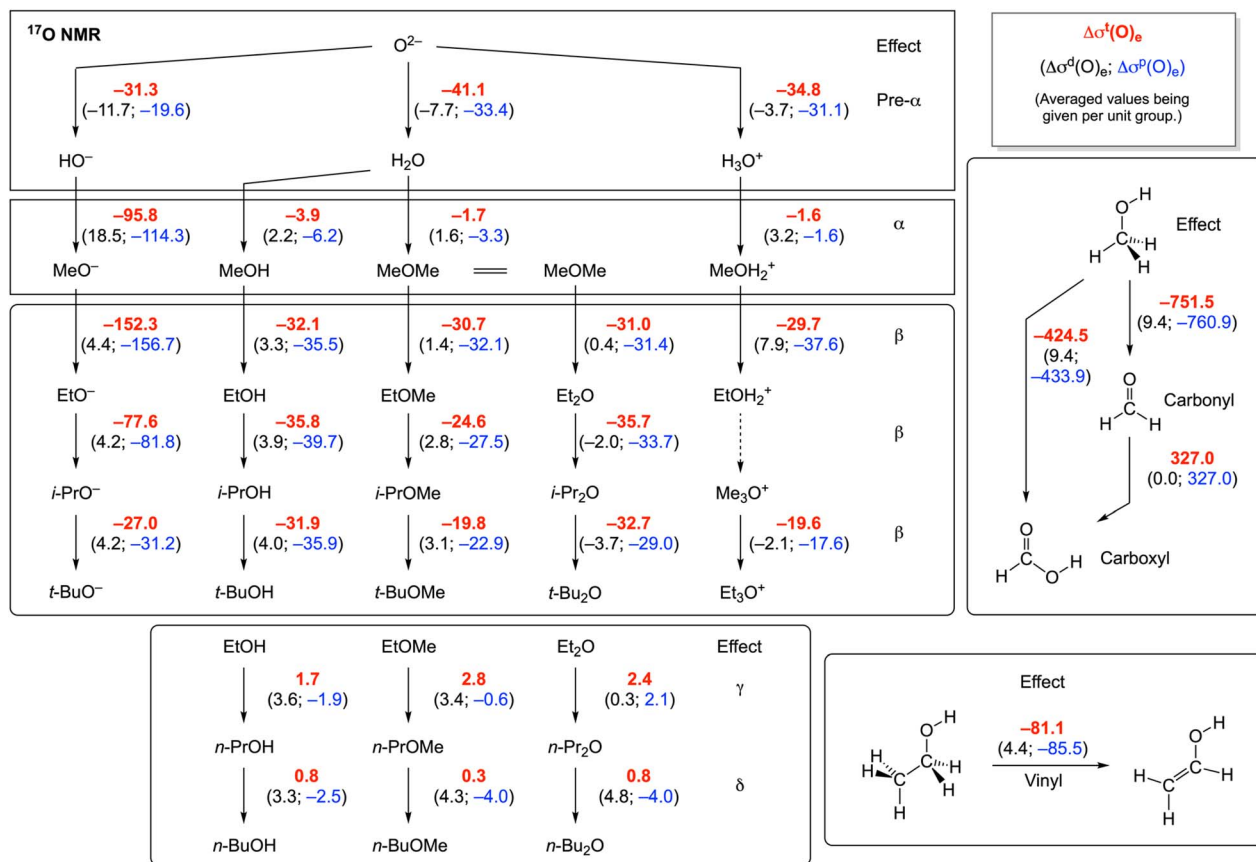 ¹⁷O NMR
O²⁻
Effect
–31.3
(–11.7; –19.6)
–41.1
(–7.7; –33.4)
–34.8
(–3.7; –31.1)
Pre-α
HO⁻
H₂O
H₃O⁺
–95.8
(18.5; –114.3)
–3.9
(2.2; –6.2)
–1.7
(1.6; –3.3)
–1.6
(3.2; –1.6)
α
MeO⁻
MeOH
MeOMe
MeOMe
MeOH₂⁺
–152.3
(4.4; –156.7)
–32.1
(3.3; –35.5)
–30.7
(1.4; –32.1)
–31.0
(0.4; –31.4)
–29.7
(7.9; –37.6)
β
EtO⁻
EtOH
EtOMe
Et₂O
EtOH₂⁺
–77.6
(4.2; –81.8)
–35.8
(3.9; –39.7)
–24.6
(2.8; –27.5)
–35.7
(–2.0; –33.7)
β
i-PrO⁻
i-PrOH
i-PrOMe
i-Pr₂O
Me₃O⁺
–27.0
(4.2; –31.2)
–31.9
(4.0; –35.9)
–19.8
(3.1; –22.9)
–32.7
(–3.7; –29.0)
–19.6
(–2.1; –17.6)
β
t-BuO⁻
t-BuOH
t-BuOMe
t-Bu₂O
Et₃O⁺
EtOH
EtOMe
Et₂O
Effect
1.7
(3.6; –1.9)
2.8
(3.4; –0.6)
2.4
(0.3; 2.1)
γ
n-PrOH
n-PrOMe
n-Pr₂O
0.8
(3.3; –2.5)
0.3
(4.3; –4.0)
0.8
(4.8; –4.0)
δ
n-BuOH
n-BuOMe
n-Bu₂O
Δσᵗ(O)ₑ
(Δσᵈ(O)ₑ; Δσᵖ(O)ₑ)
(Averaged values being
given per unit group.)
O H
Effect
H C H
H
–751.5
(9.4; –760.9)
–424.5
(9.4;
–433.9)
O
H C H
Carbonyl
327.0
(0.0; 327.0)
O
H C O H
Carboxyl
Effect
H
O
H C H
H C H
H
–81.1
(4.4; –85.5)
Vinyl
H
O
C H
H C
H